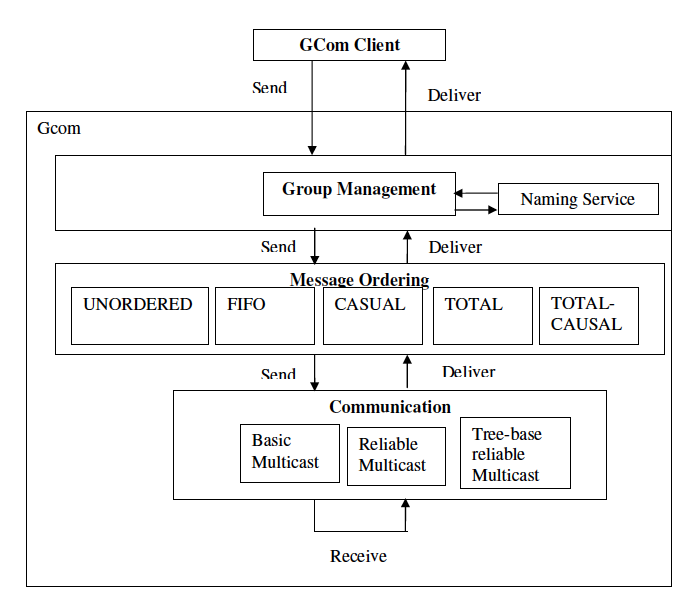 GCom Client
Send
Deliver
Gcom
Group Management
Naming Service
Send
Deliver
Message Ordering
UNORDERED
FIFO
CASUAL
TOTAL
TOTAL-
CAUSAL
Send
Deliver
Communication
Basic
Multicast
Reliable
Multicast
Tree-base
reliable
Multicast
Receive